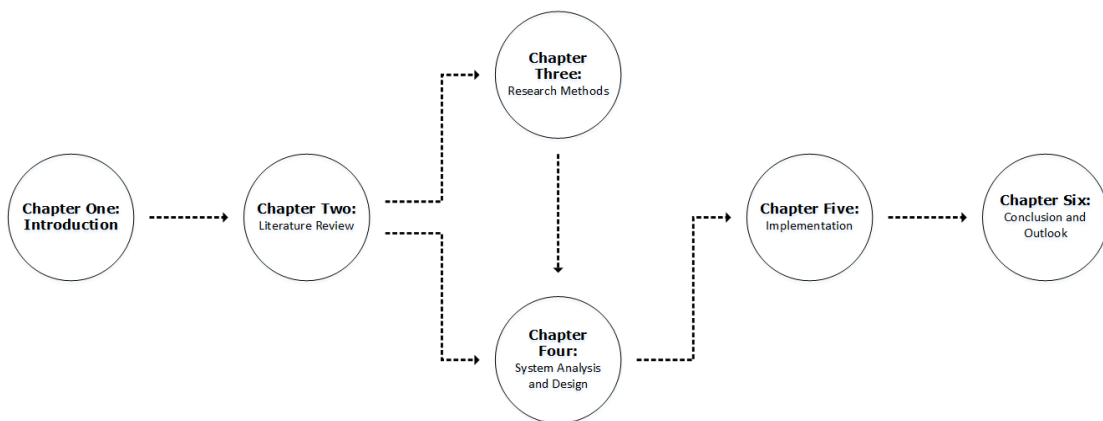 Chapter One:
Introduction
Chapter Two:
Literature Review
Chapter
Three:
Research Methods
Chapter
Four:
System Analysis
and Design
Chapter Five:
Implementation
Chapter Six:
Conclusion and
Outlook